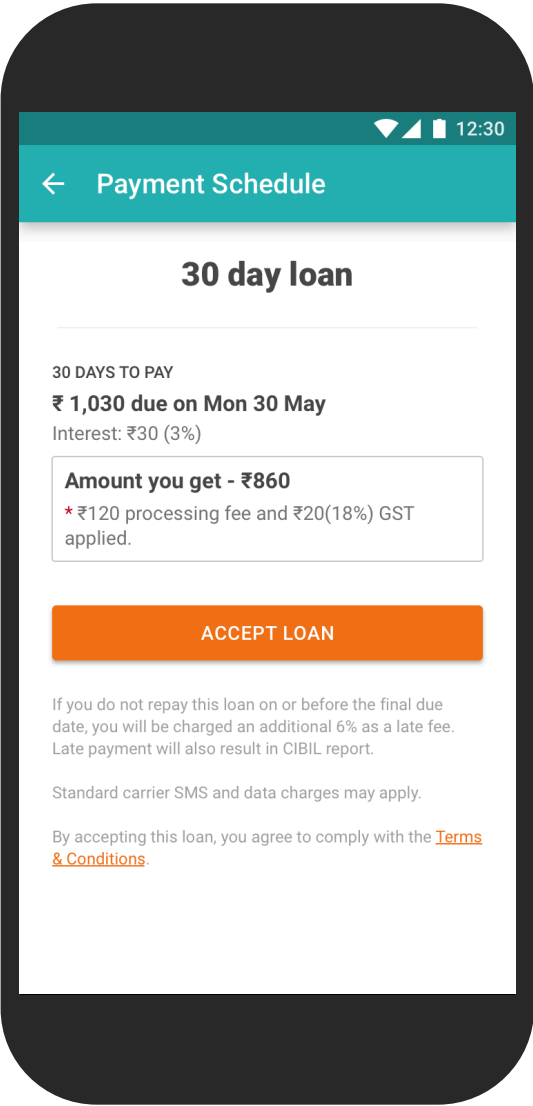 12:30
Payment Schedule
30 day loan
30 DAYS TO PAY
₹ 1,030 due on Mon 30 May
Interest: ₹30 (3%)
Amount you get - ₹860
* ₹120 processing fee and ₹20(18%) GST
applied.
ACCEPT LOAN
If you do not repay this loan on or before the final due
date, you will be charged an additional 6% as a late fee.
Late payment will also result in CIBIL report.
Standard carrier SMS and data charges may apply.
By accepting this loan, you agree to comply with the Terms
& Conditions.